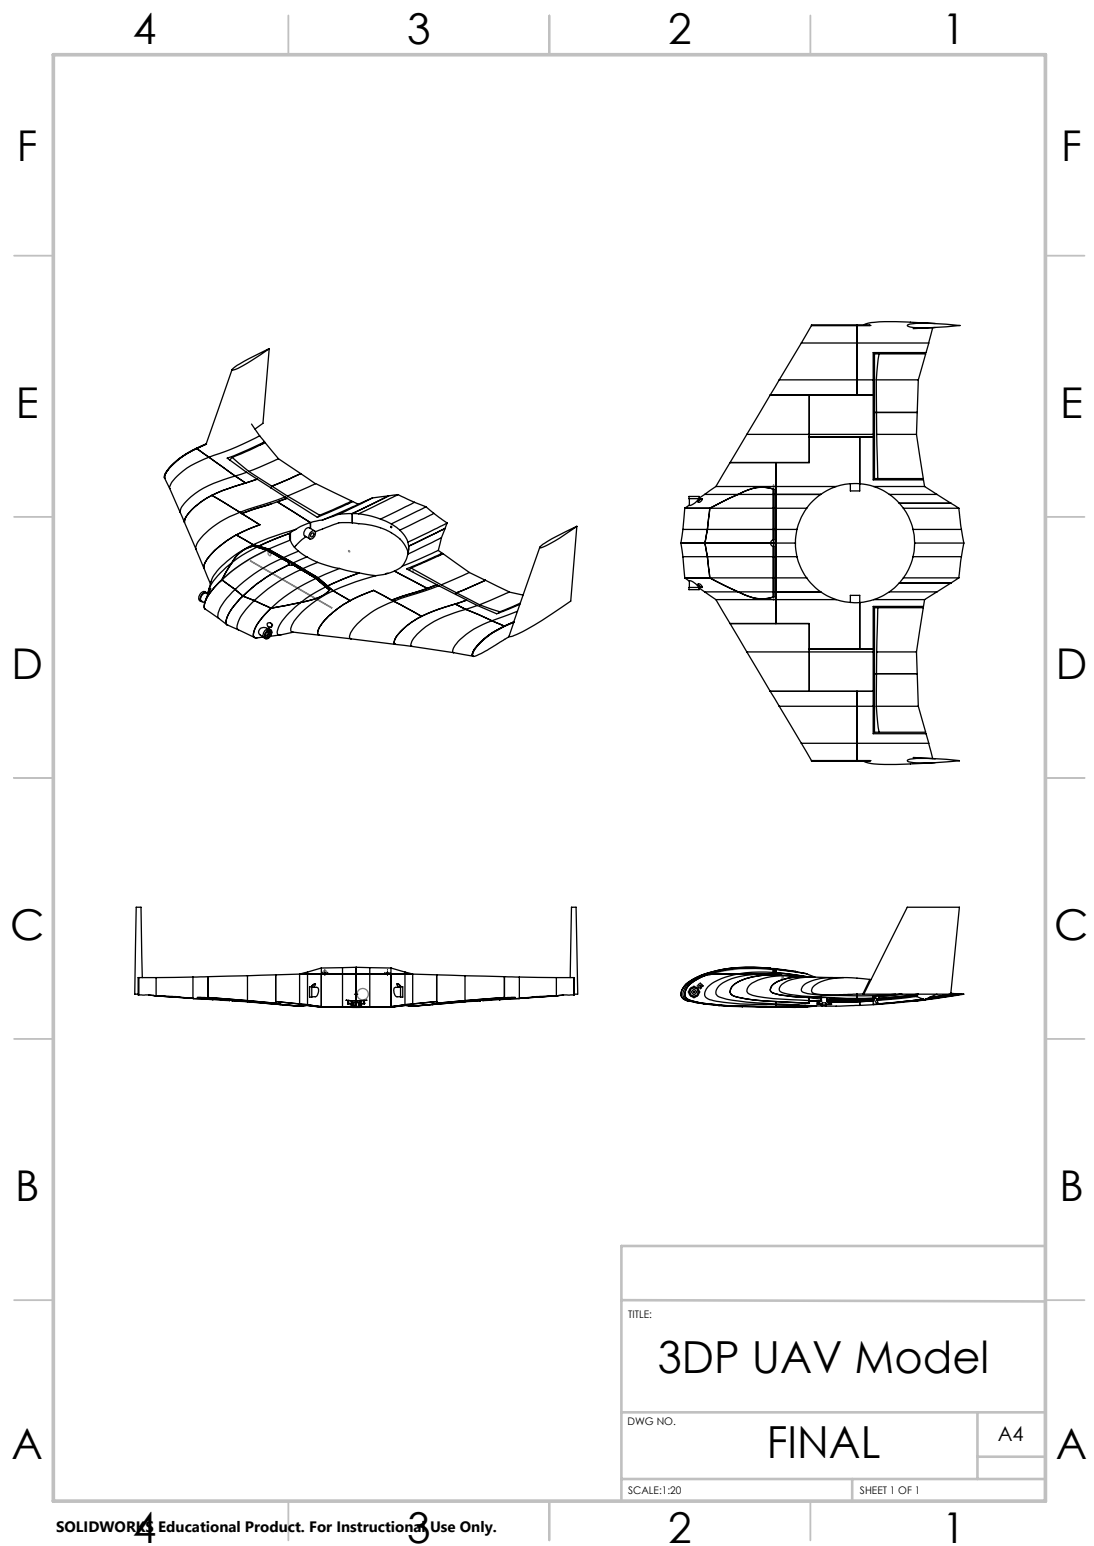 4 3 2 1
F F
E E
D D
C C
B B
TITLE:
3DP UAV Model
DWG NO.
FINAL
A4
A A
SCALE:1:20 SHEET 1 OF 1
SOLIDWORKS Educational Product. For Instructional Use Only.
4 3 2 1